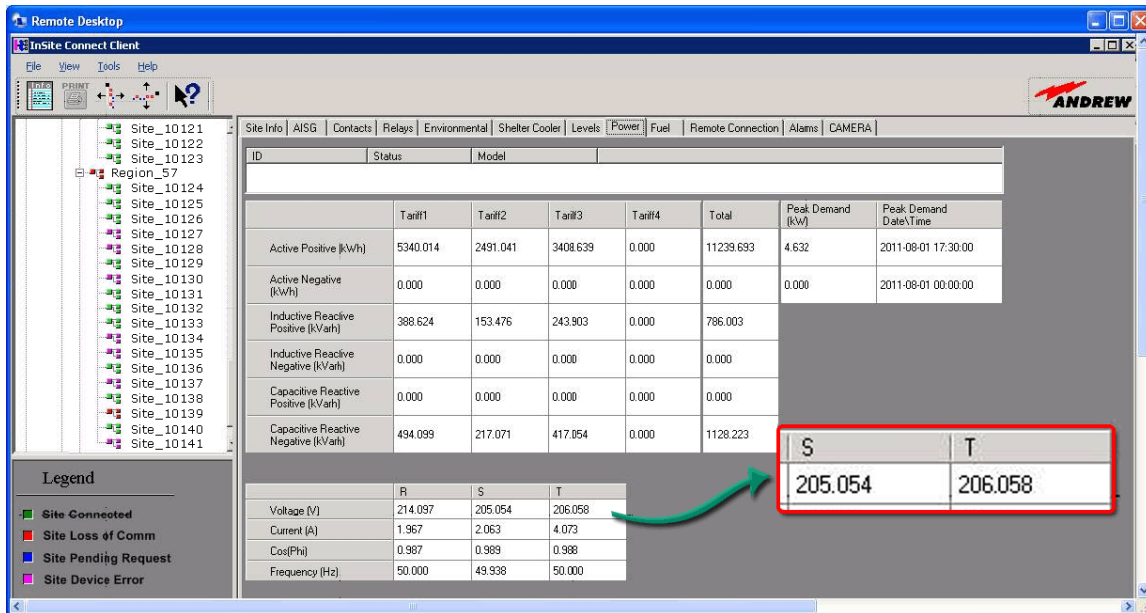 Remote Desktop
InSite Connect Client
File View Tools Help
Info PRINT
ANDREW
Site_10121
Site_10122
Site_10123
Region_57
Site_10124
Site_10125
Site_10126
Site_10127
Site_10128
Site_10129
Site_10130
Site_10131
Site_10132
Site_10133
Site_10134
Site_10135
Site_10136
Site_10137
Site_10138
Site_10139
Site_10140
Site_10141
Legend
Site Connected
Site Loss of Comm
Site Pending Request
Site Device Error
Site Info AISG Contacts Relays Environmental Shelter Cooler Levels Power Fuel Remote Connection Alarms CAMERA
ID Status Model
Tariff1 Tariff2 Tariff3 Tariff4 Total Peak Demand (kW) Peak Demand Date\Time
Active Positive (kWh) 5340.014 2491.041 3408.639 0.000 11239.693 4.632 2011-08-01 17:30:00
Active Negative (kWh) 0.000 0.000 0.000 0.000 0.000 0.000 2011-08-01 00:00:00
Inductive Reactive Positive (kVarh) 388.624 153.476 243.903 0.000 786.003
Inductive Reactive Negative (kVarh) 0.000 0.000 0.000 0.000 0.000
Capacitive Reactive Positive (kVarh) 0.000 0.000 0.000 0.000 0.000
Capacitive Reactive Negative (kVarh) 494.099 217.071 417.054 0.000 1128.223
R S T
Voltage (V) 214.097 205.054 206.058
Current (A) 1.967 2.063 4.073
Cos(Phi) 0.987 0.989 0.988
Frequency (Hz) 50.000 49.938 50.000
S T
205.054 206.058